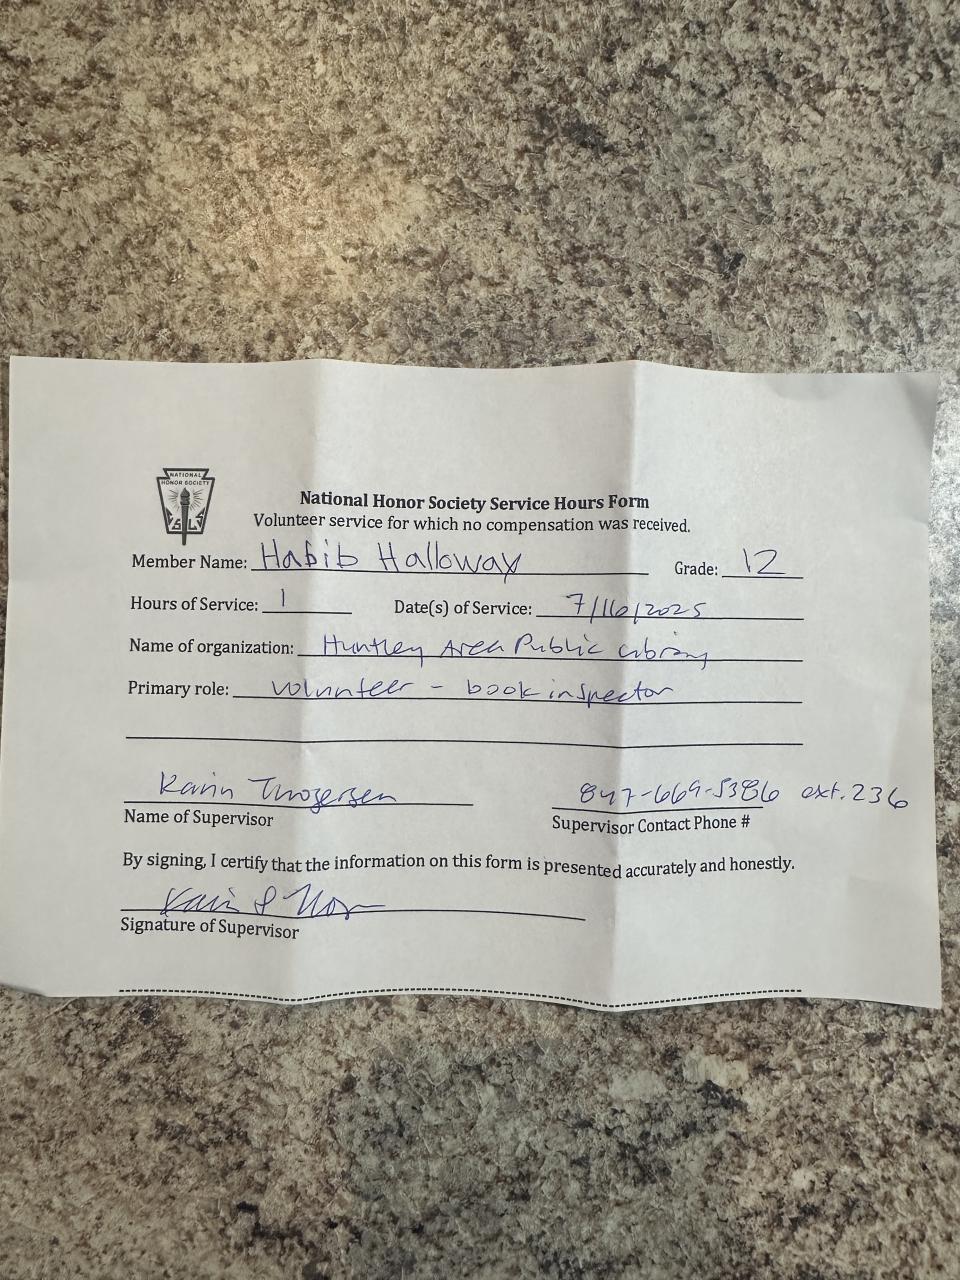 NATIONAL
HONOR SOCIETY
S L S
National Honor Society Service Hours Form
Volunteer service for which no compensation was received.
Member Name: Habib Halloway Grade: 12
Hours of Service: 1 Date(s) of Service: 7/16/2025
Name of organization: Huntley Area Public Library
Primary role: volunteer - book inspector
Karin Thogersen 847-669-5386 ext. 236
Name of Supervisor Supervisor Contact Phone #
By signing, I certify that the information on this form is presented accurately and honestly.
Signature of Supervisor